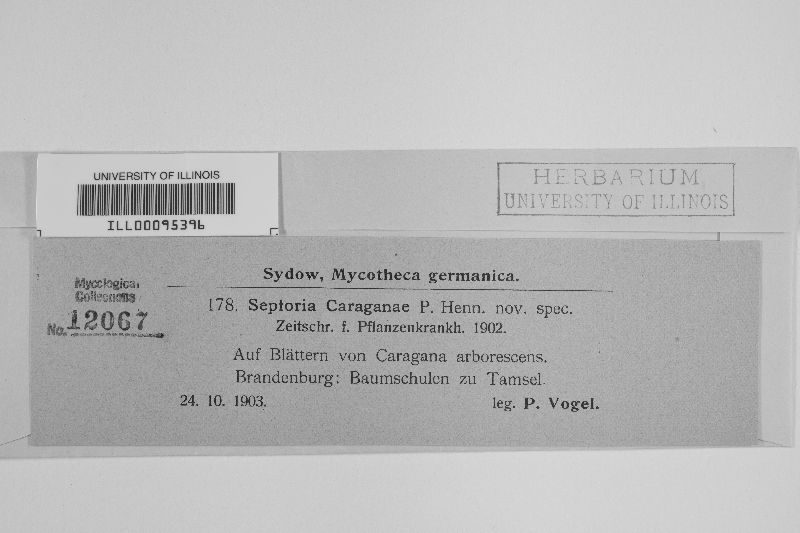 UNIVERSITY OF ILLINOIS
ILL00095396
HERBARIUM
UNIVERSITY OF ILLINOIS
Sydow, Mycotheca germanica.
Mycological
Collections
No. 12067
178. Septoria Caraganae P. Henn. nov. spec.
Zeitschr. f. Pflanzenkrankh. 1902.
Auf Blättern von Caragana arborescens.
Brandenburg: Baumschulen zu Tamsel.
24. 10. 1903. leg. P. Vogel.